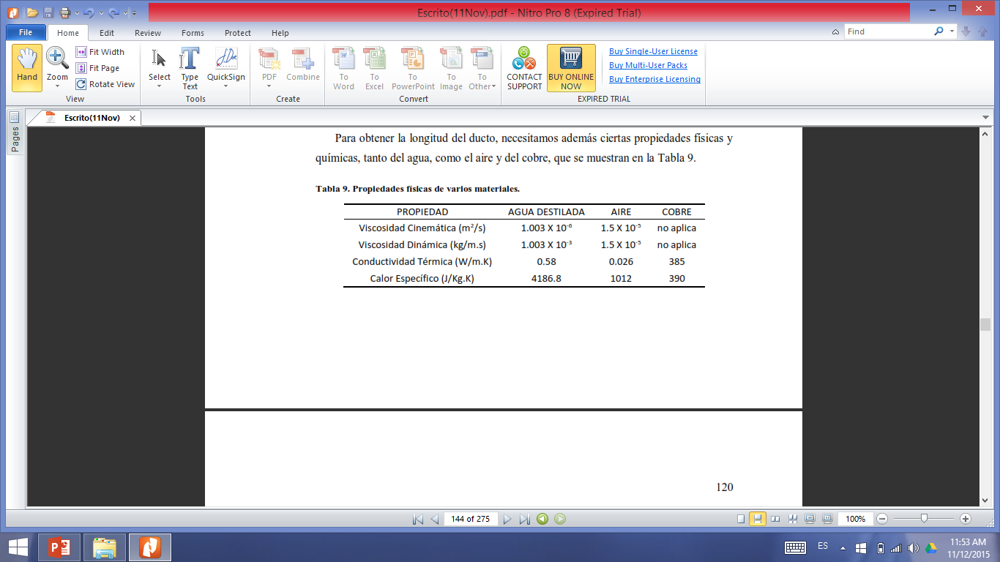 Escrito(11Nov).pdf - Nitro Pro 8 (Expired Trial)
File Home Edit Review Forms Protect Help
Find
Hand
Zoom
Fit Width
Fit Page
Rotate View
View
Select
Type Text
QuickSign
Tools
PDF
Combine
Create
To Word
To Excel
To PowerPoint
To Image
To Other
Convert
CONTACT SUPPORT
BUY ONLINE NOW
Buy Single-User License
Buy Multi-User Packs
Buy Enterprise Licensing
EXPIRED TRIAL
Pages
Escrito(11Nov)
Para obtener la longitud del ducto, necesitamos además ciertas propiedades físicas y
químicas, tanto del agua, como el aire y del cobre, que se muestran en la Tabla 9.
Tabla 9. Propiedades físicas de varios materiales.
PROPIEDAD AGUA DESTILADA AIRE COBRE
Viscosidad Cinemática (m²/s) 1.003 X 10⁻⁶ 1.5 X 10⁻⁵ no aplica
Viscosidad Dinámica (kg/m.s) 1.003 X 10⁻³ 1.5 X 10⁻⁵ no aplica
Conductividad Térmica (W/m.K) 0.58 0.026 385
Calor Específico (J/Kg.K) 4186.8 1012 390
120
144 of 275
100%
ES
11:53 AM
11/12/2015